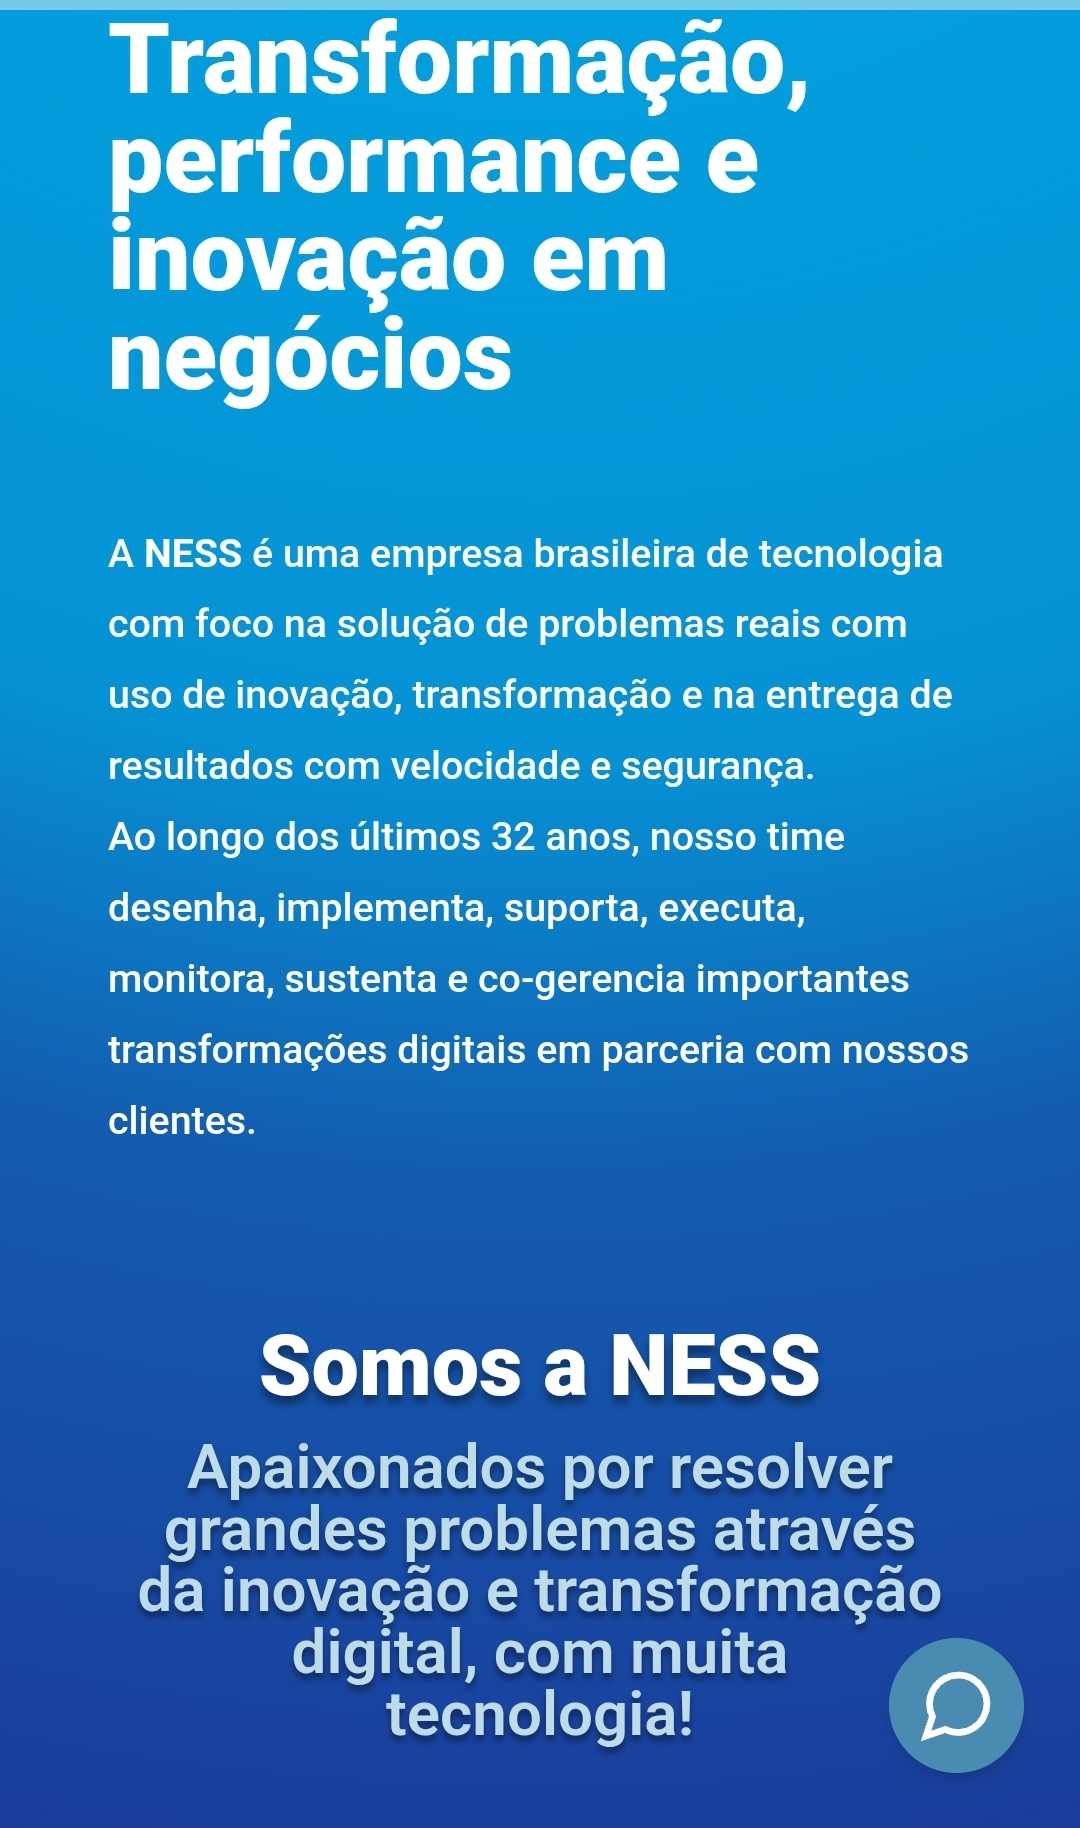 Transformação,
performance e
inovação em
negócios
A NESS é uma empresa brasileira de tecnologia
com foco na solução de problemas reais com
uso de inovação, transformação e na entrega de
resultados com velocidade e segurança.
Ao longo dos últimos 32 anos, nosso time
desenha, implementa, suporta, executa,
monitora, sustenta e co-gerencia importantes
transformações digitais em parceria com nossos
clientes.
Somos a NESS
Apaixonados por resolver
grandes problemas através
da inovação e transformação
digital, com muita
tecnologia!